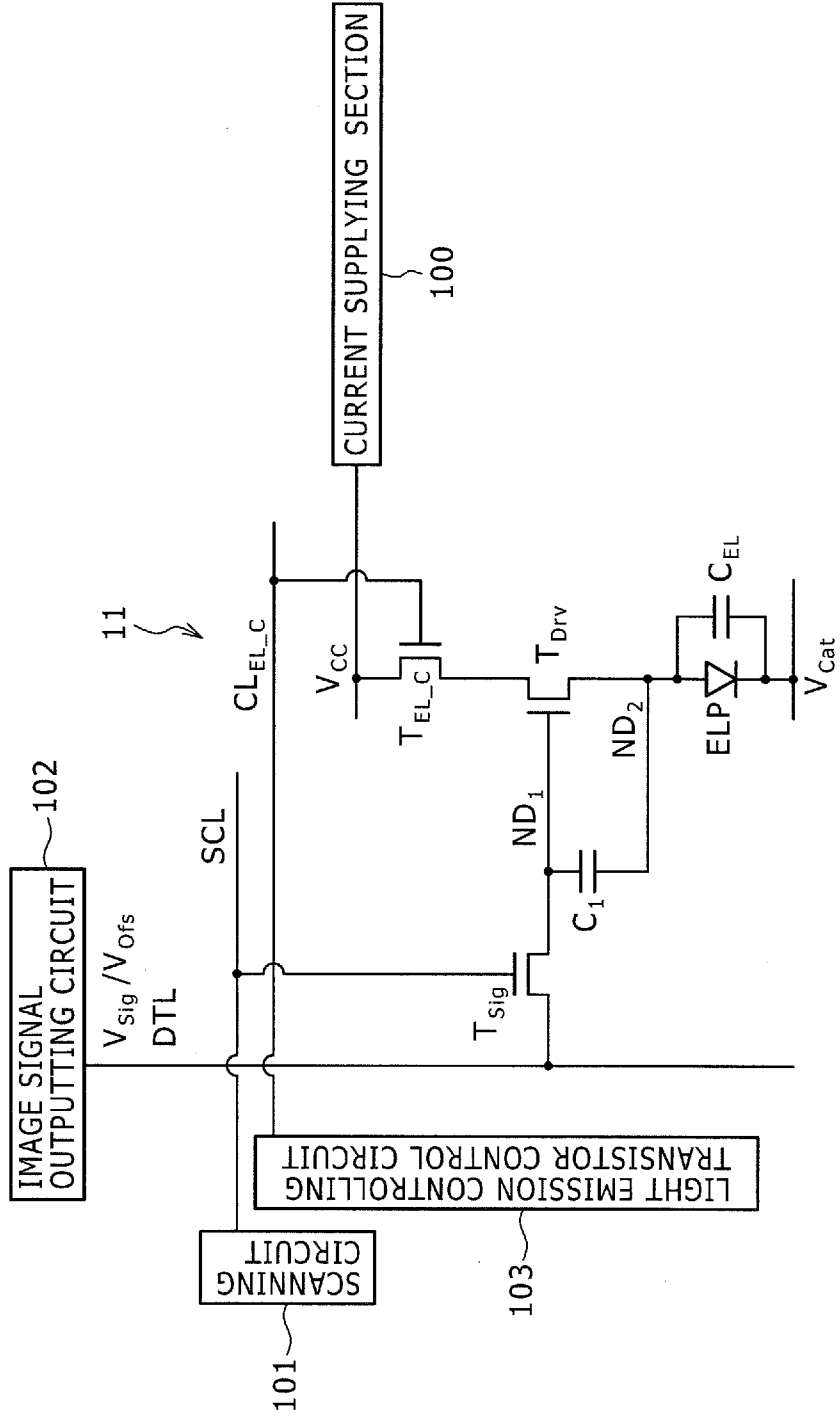 IMAGE SIGNAL
OUTPUTTING CIRCUIT
102
V_Sig/V_Ofs
DTL
SCANNING
CIRCUIT
101
SCL
LIGHT EMISSION CONTROLLING
TRANSISTOR CONTROL CIRCUIT
103
CL_EL_C
11
CURRENT SUPPLYING SECTION
100
V_CC
T_EL_C
T_Drv
T_Sig
ND_1
C_1
ND_2
ELP
C_EL
V_Cat